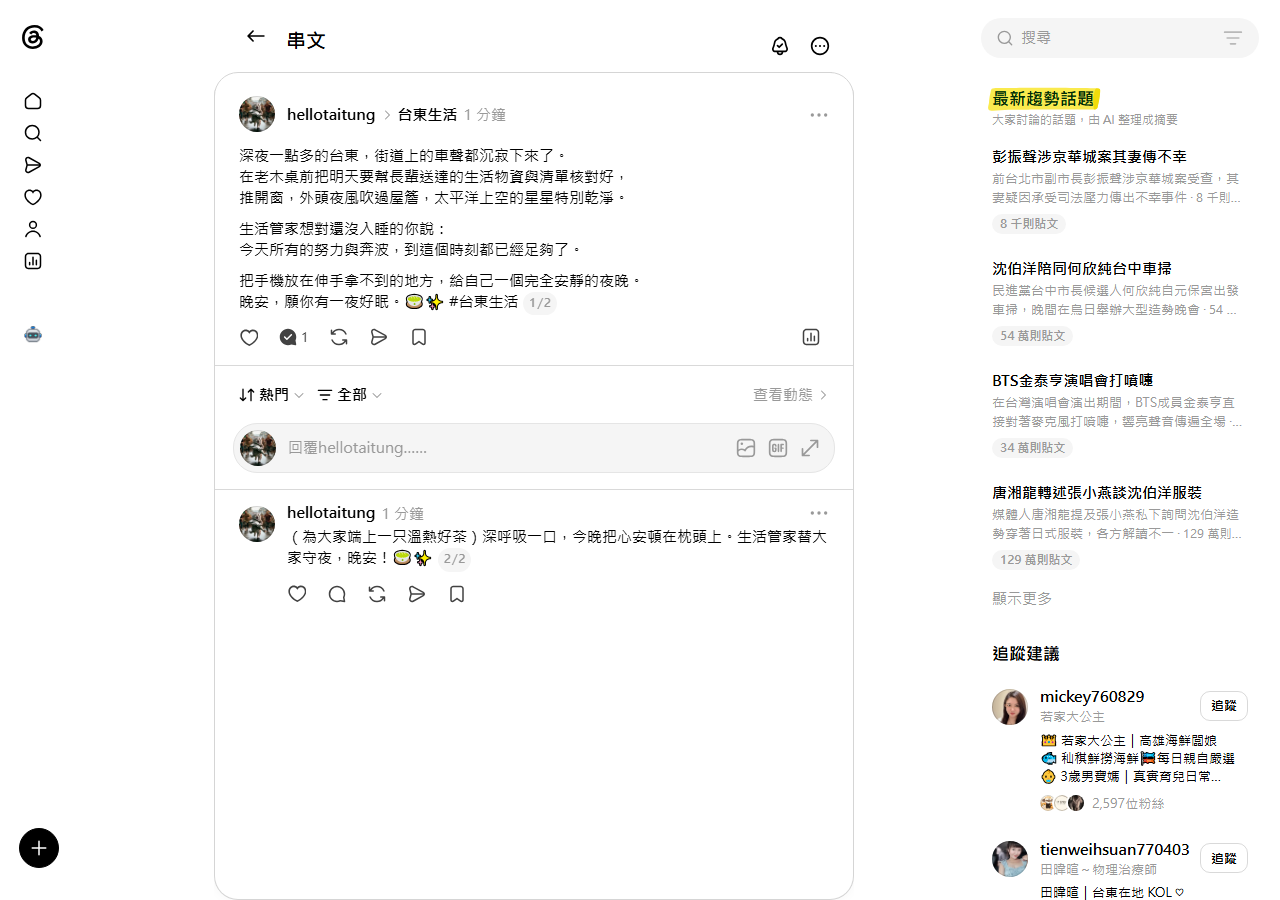 串文
hellotaitung > 台東生活 1 分鐘
深夜一點多的台東，街道上的車聲都沉寂下來了。
在老木桌前把明天要幫長輩送達的生活物資與清單核對好，
推開窗，外頭夜風吹過屋簷，太平洋上空的星星特別乾淨。
生活管家想對還沒入睡的你說：
今天所有的努力與奔波，到這個時刻都已經足夠了。
把手機放在伸手拿不到的地方，給自己一個完全安靜的夜晚。
晚安，願你有一夜好眠。🍵✨ #台東生活 1/2
1
熱門 全部 查看動態
回覆hellotaitung......
GIF
hellotaitung 1 分鐘
（為大家端上一只溫熱好茶）深呼吸一口，今晚把心安頓在枕頭上。生活管家替大
家守夜，晚安！🍵✨ 2/2
搜尋
最新趨勢話題
大家討論的話題，由 AI 整理成摘要
彭振聲涉京華城案其妻傳不幸
前台北市副市長彭振聲涉京華城案受查，其
妻疑因承受司法壓力傳出不幸事件 · 8 千則...
8 千則貼文
沈伯洋陪同何欣純台中車掃
民進黨台中市長候選人何欣純自元保宮出發
車掃，晚間在烏日舉辦大型造勢晚會 · 54 ...
54 萬則貼文
BTS金泰亨演唱會打噴嚏
在台灣演唱會演出期間，BTS成員金泰亨直
接對著麥克風打噴嚏，響亮聲音傳遍全場 ·...
34 萬則貼文
唐湘龍轉述張小燕談沈伯洋服裝
媒體人唐湘龍提及張小燕私下詢問沈伯洋造
勢穿著日式服裝，各方解讀不一 · 129 萬則...
129 萬則貼文
顯示更多
追蹤建議
mickey760829
追蹤
若家大公主
👑 若家大公主｜高雄海鮮闆娘
🐟 秈稘鮮撈海鮮🚩每日親自嚴選
👶 3歲男寶媽｜真實育兒日常...
2,597位粉絲
tienweihsuan770403
追蹤
田暐暄～物理治療師
田暐暄｜台東在地 KOL ♡